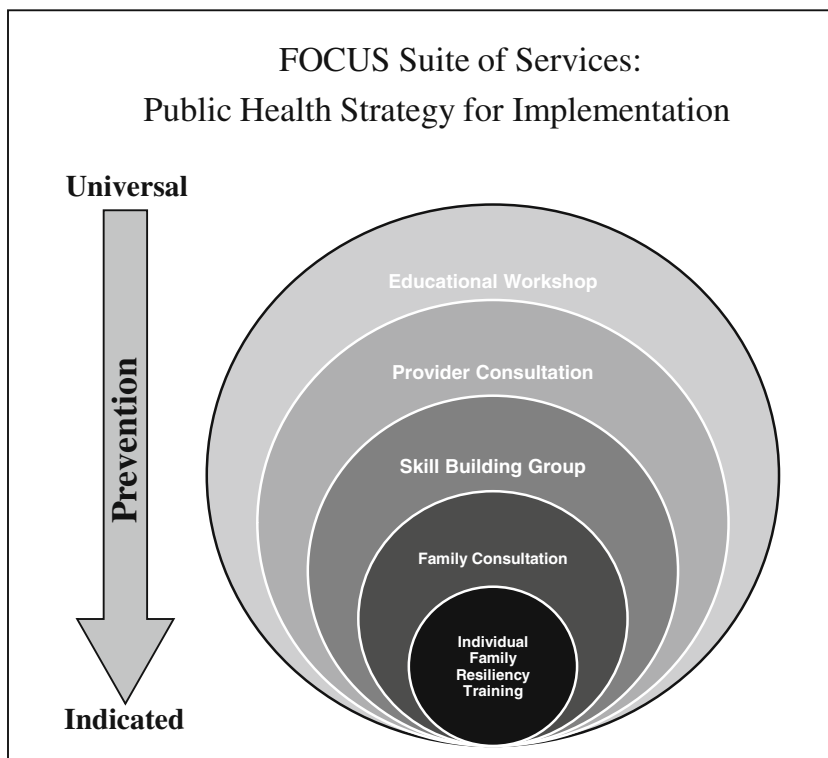 FOCUS Suite of Services:
Public Health Strategy for Implementation
Universal
Prevention
Indicated
Educational Workshop
Provider Consultation
Skill Building Group
Family Consultation
Individual
Family
Resiliency
Training